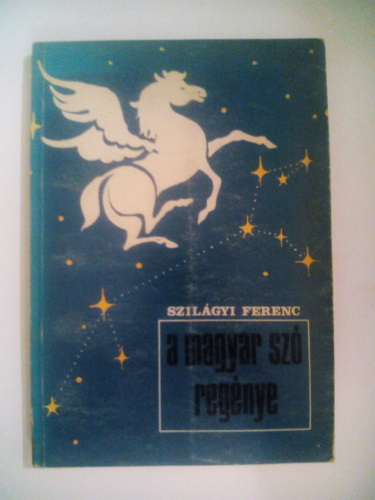 SZILÁGYI FERENC
a magyar szó
regénye